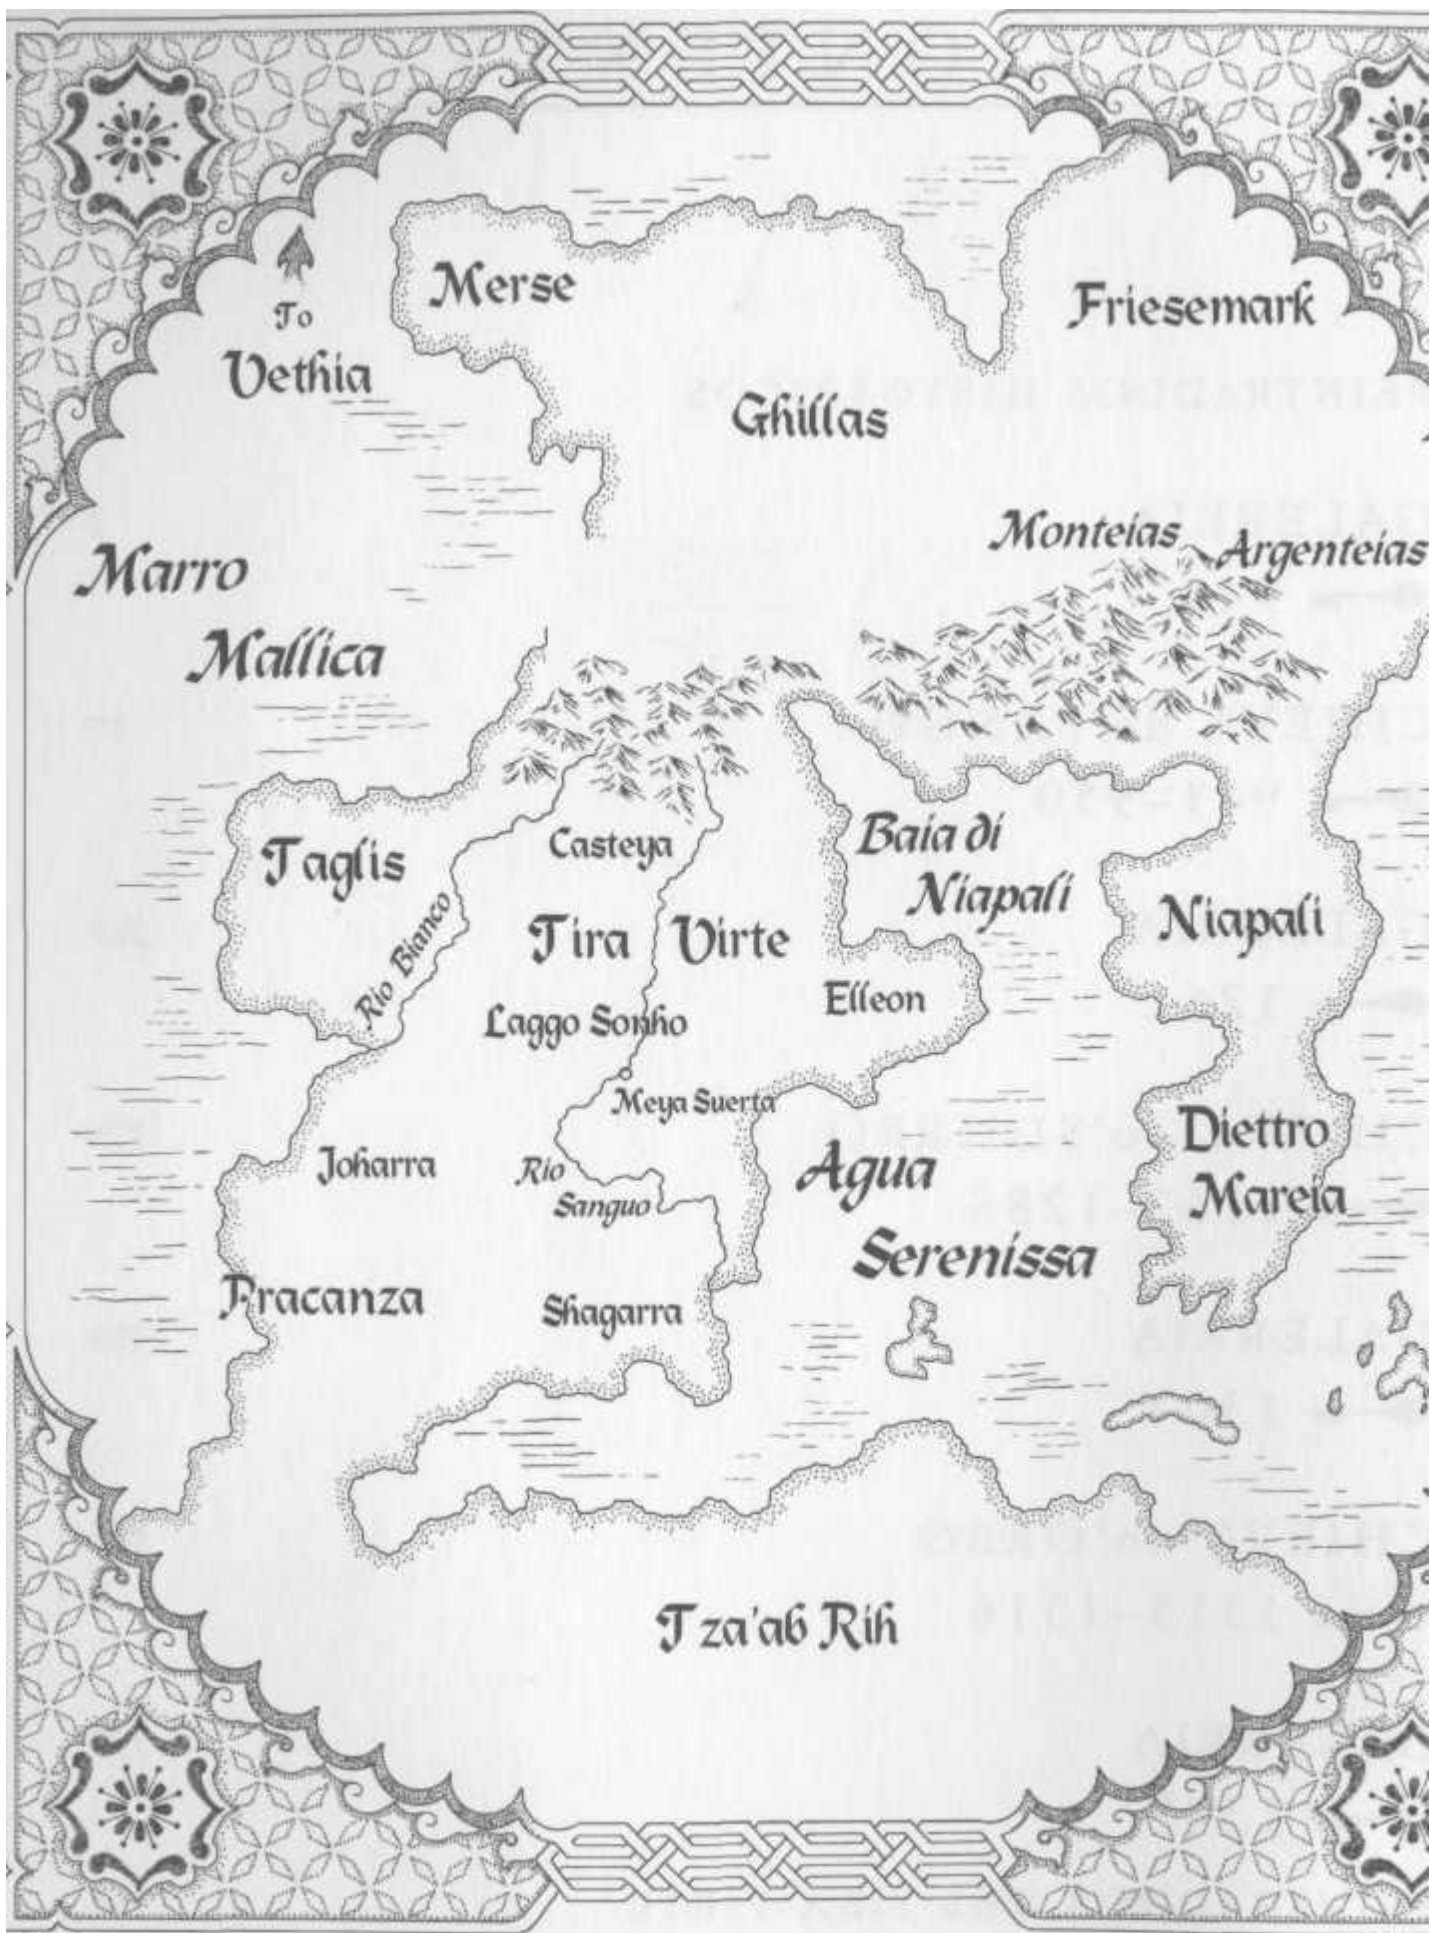 Merse
Friesemark
To
Vethia
Ghillas
Monteias Argenteias
Marro
Mallica
Taglis
Casteya
Baia di
Niapali
Rio Bianco
Tira
Virte
Niapali
Elleon
Laggo Sonho
Meya Suerta
Diettro
Mareia
Joharra
Rio
Sanguo
Agua
Serenissa
Pracanza
Shagarra
Tza'ab Rih